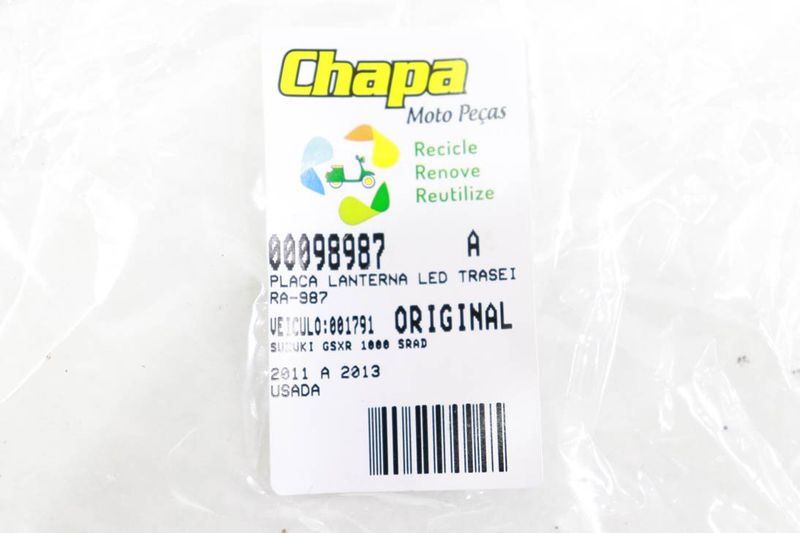 Chapa
Moto Peças
Recicle
Renove
Reutilize
00098987 A
PLACA LANTERNA LED TRASEI
RA-987
VEICULO:001791 ORIGINAL
SUZUKI GSXR 1000 SRAD
2011 A 2013
USADA